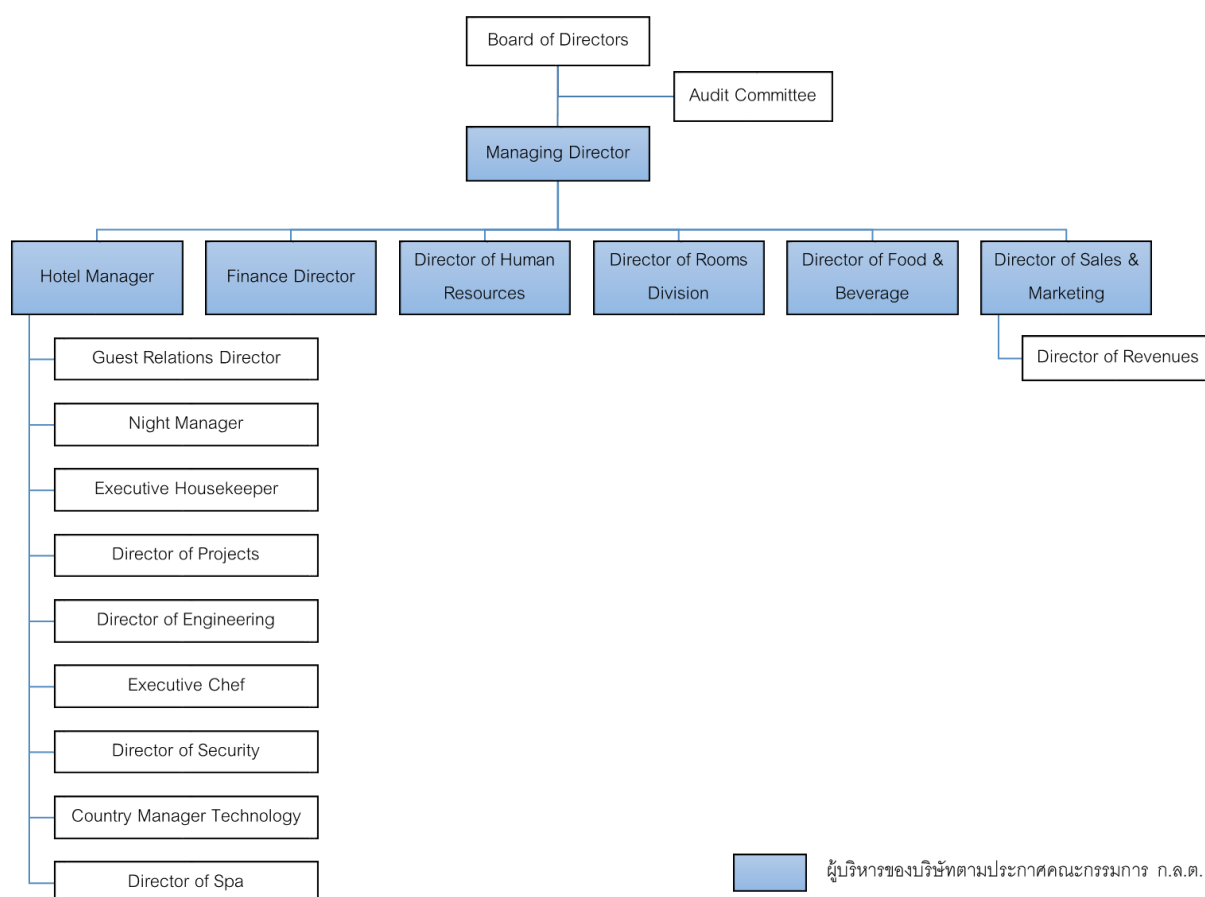 Board of Directors
Audit Committee
Managing Director
Hotel Manager
Finance Director
Director of Human
Resources
Director of Rooms
Division
Director of Food &
Beverage
Director of Sales &
Marketing
Guest Relations Director
Director of Revenues
Night Manager
Executive Housekeeper
Director of Projects
Director of Engineering
Executive Chef
Director of Security
Country Manager Technology
Director of Spa
ผู้บริหารของบริษัทตามประกาศคณะกรรมการ ก.ล.ต.